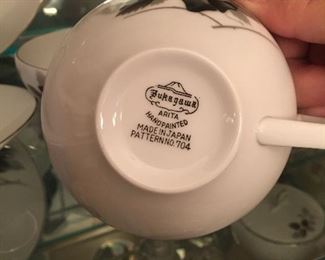 Fukagawa
ARITA
HANDPAINTED
MADE IN JAPAN
PATTERN NO. 704